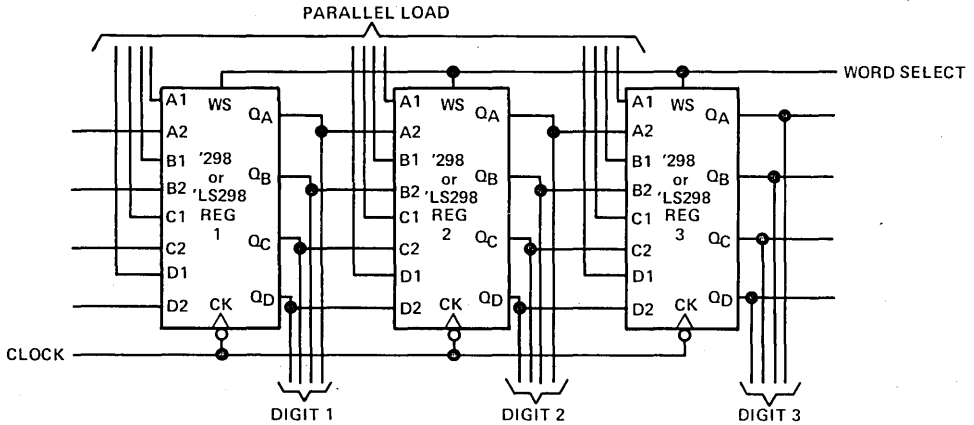 PARALLEL LOAD
WORD SELECT
A1 WS QA
A2
'298
B1 or QB
'LS298
B2 REG
C1 1
C2 QC
D1
D2 CK QD
A1 WS QA
A2
'298
B1 or QB
'LS298
B2 REG
C1 2
C2 QC
D1
D2 CK QD
A1 WS QA
A2
'298
B1 or QB
'LS298
B2 REG
C1 3
C2 QC
D1
D2 CK QD
CLOCK
DIGIT 1
DIGIT 2
DIGIT 3